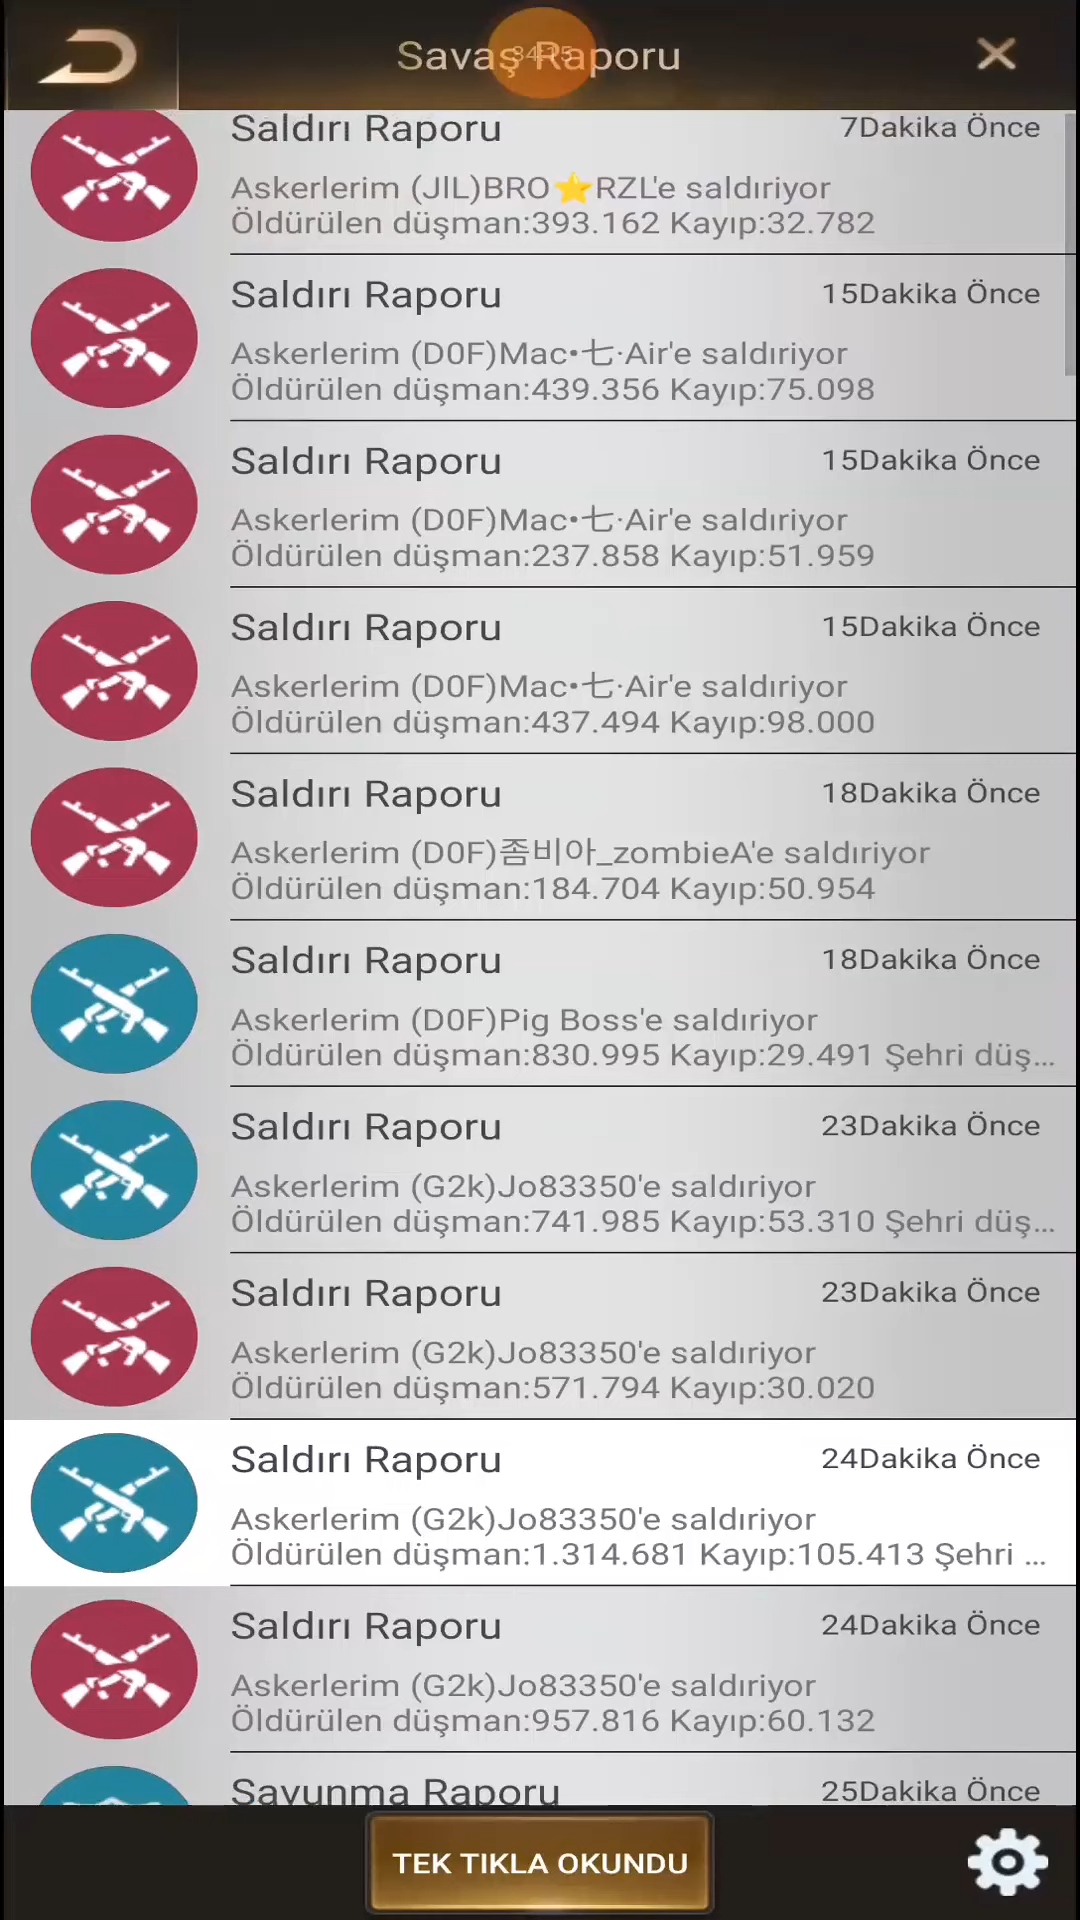 Savaş Raporu
34:15
Saldırı Raporu
7Dakika Önce
Askerlerim (JlL)BRO⭐RZL'e saldırıyor
Öldürülen düşman:393.162 Kayıp:32.782
Saldırı Raporu
15Dakika Önce
Askerlerim (D0F)Mac•七·Air'e saldırıyor
Öldürülen düşman:439.356 Kayıp:75.098
Saldırı Raporu
15Dakika Önce
Askerlerim (D0F)Mac•七·Air'e saldırıyor
Öldürülen düşman:237.858 Kayıp:51.959
Saldırı Raporu
15Dakika Önce
Askerlerim (D0F)Mac•七·Air'e saldırıyor
Öldürülen düşman:437.494 Kayıp:98.000
Saldırı Raporu
18Dakika Önce
Askerlerim (D0F)좀비아_zombieA'e saldırıyor
Öldürülen düşman:184.704 Kayıp:50.954
Saldırı Raporu
18Dakika Önce
Askerlerim (D0F)Pig Boss'e saldırıyor
Öldürülen düşman:830.995 Kayıp:29.491 Şehri düş...
Saldırı Raporu
23Dakika Önce
Askerlerim (G2k)Jo83350'e saldırıyor
Öldürülen düşman:741.985 Kayıp:53.310 Şehri düş...
Saldırı Raporu
23Dakika Önce
Askerlerim (G2k)Jo83350'e saldırıyor
Öldürülen düşman:571.794 Kayıp:30.020
Saldırı Raporu
24Dakika Önce
Askerlerim (G2k)Jo83350'e saldırıyor
Öldürülen düşman:1.314.681 Kayıp:105.413 Şehri ...
Saldırı Raporu
24Dakika Önce
Askerlerim (G2k)Jo83350'e saldırıyor
Öldürülen düşman:957.816 Kayıp:60.132
Savunma Raporu
25Dakika Önce
TEK TIKLA OKUNDU